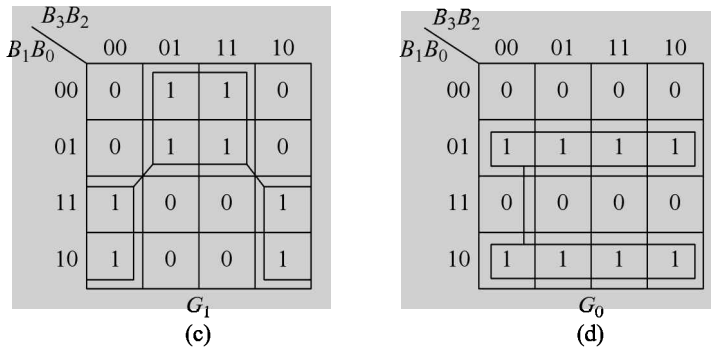 B₃B₂ B₃B₂
B₁B₀ 00 01 11 10 B₁B₀ 00 01 11 10
00 0 1 1 0 00 0 0 0 0
01 0 1 1 0 01 1 1 1 1
11 1 0 0 1 11 0 0 0 0
10 1 0 0 1 10 1 1 1 1
G₁ G₀
(c) (d)